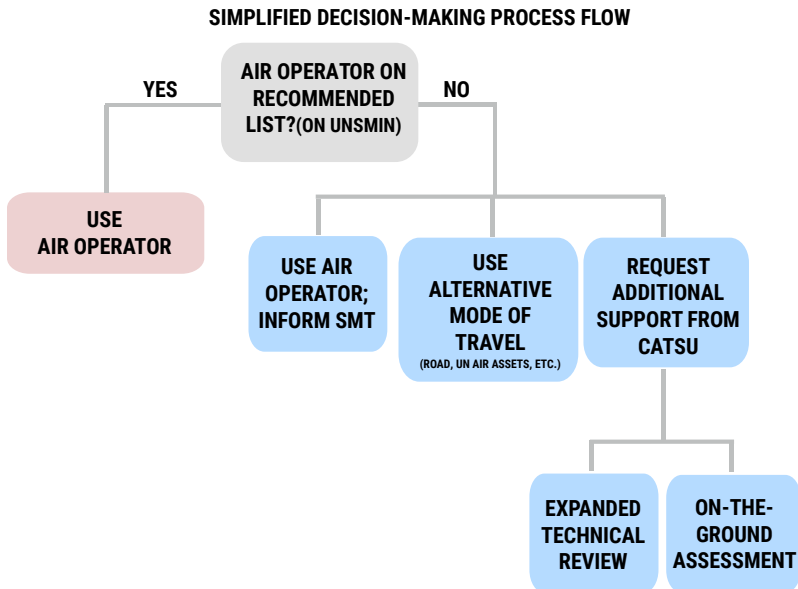 SIMPLIFIED DECISION-MAKING PROCESS FLOW
AIR OPERATOR ON
RECOMMENDED
LIST?(ON UNSMIN)
YES
NO
USE
AIR OPERATOR
USE AIR
OPERATOR;
INFORM SMT
USE
ALTERNATIVE
MODE OF
TRAVEL
(ROAD, UN AIR ASSETS, ETC.)
REQUEST
ADDITIONAL
SUPPORT FROM
CATSU
EXPANDED
TECHNICAL
REVIEW
ON-THE-
GROUND
ASSESSMENT